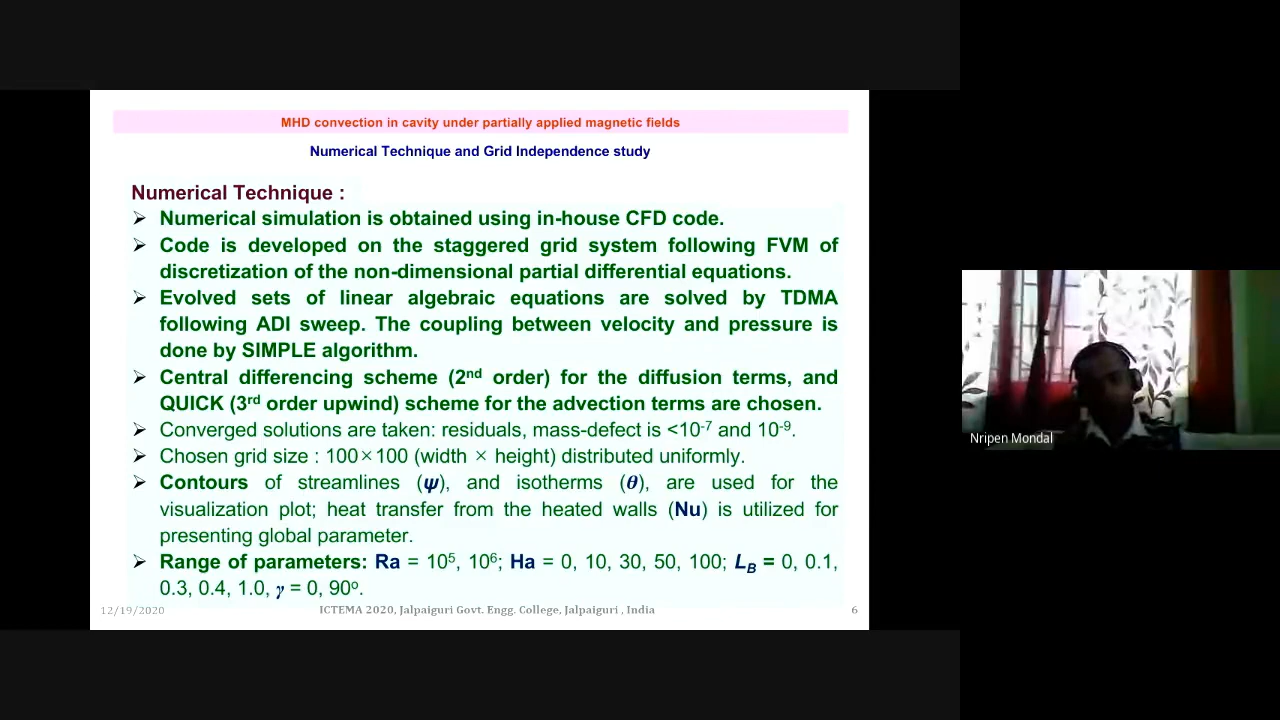 MHD convection in cavity under partially applied magnetic fields
Numerical Technique and Grid Independence study
Numerical Technique :
➢ Numerical simulation is obtained using in-house CFD code.
➢ Code is developed on the staggered grid system following FVM of
discretization of the non-dimensional partial differential equations.
➢ Evolved sets of linear algebraic equations are solved by TDMA
following ADI sweep. The coupling between velocity and pressure is
done by SIMPLE algorithm.
➢ Central differencing scheme (2nd order) for the diffusion terms, and
QUICK (3rd order upwind) scheme for the advection terms are chosen.
➢ Converged solutions are taken: residuals, mass-defect is <10⁻⁷ and 10⁻⁹.
➢ Chosen grid size : 100×100 (width × height) distributed uniformly.
➢ Contours of streamlines (ψ), and isotherms (θ), are used for the
visualization plot; heat transfer from the heated walls (Nu) is utilized for
presenting global parameter.
➢ Range of parameters: Ra = 10⁵, 10⁶; Ha = 0, 10, 30, 50, 100; L_B = 0, 0.1,
0.3, 0.4, 1.0, γ = 0, 90º.
12/19/2020 ICTEMA 2020, Jalpaiguri Govt. Engg. College, Jalpaiguri , India 6
Nripen Mondal